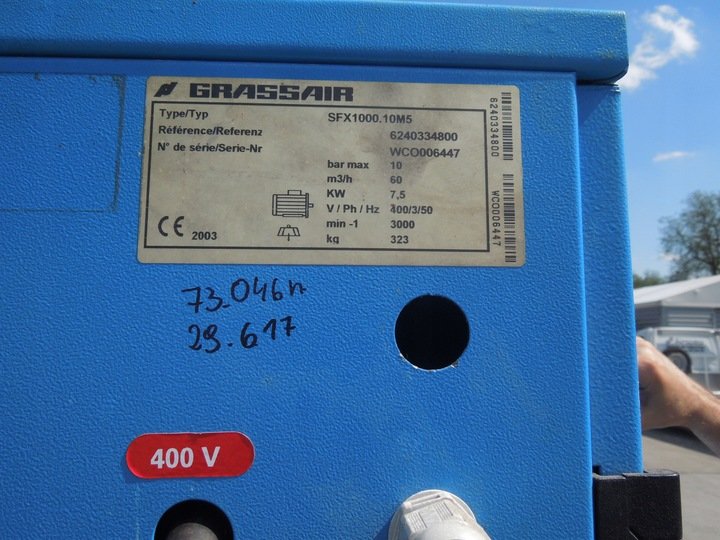 GRASSAIR
Type/Typ SFX1000.10M5
Référence/Referenz 6240334800
N° de série/Serie-Nr WCO006447
bar max 10
m3/h 60
KW 7,5
V / Ph / Hz 400/3/50
min -1 3000
kg 323
CE 2003
6240334800
WCO006447
73.046h
29.617
400 V